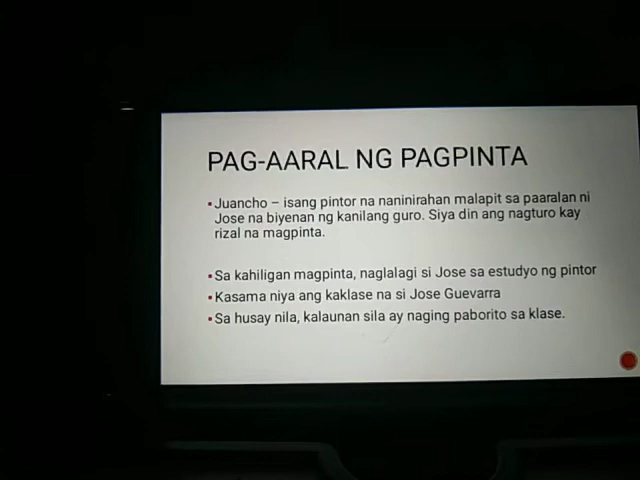 PAG-AARAL NG PAGPINTA
▪Juancho – isang pintor na naninirahan malapit sa paaralan ni
Jose na biyenan ng kanilang guro. Siya din ang nagturo kay
rizal na magpinta.
▪Sa kahiligan magpinta, naglalagi si Jose sa estudyo ng pintor
▪Kasama niya ang kaklase na si Jose Guevarra
▪Sa husay nila, kalaunan sila ay naging paborito sa klase.